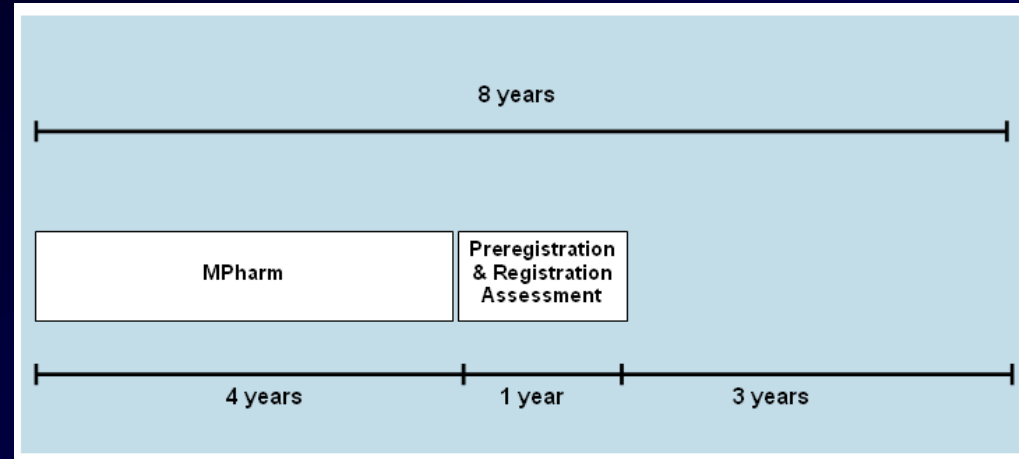 8 years
MPharm
Preregistration
& Registration
Assessment
4 years
1 year
3 years